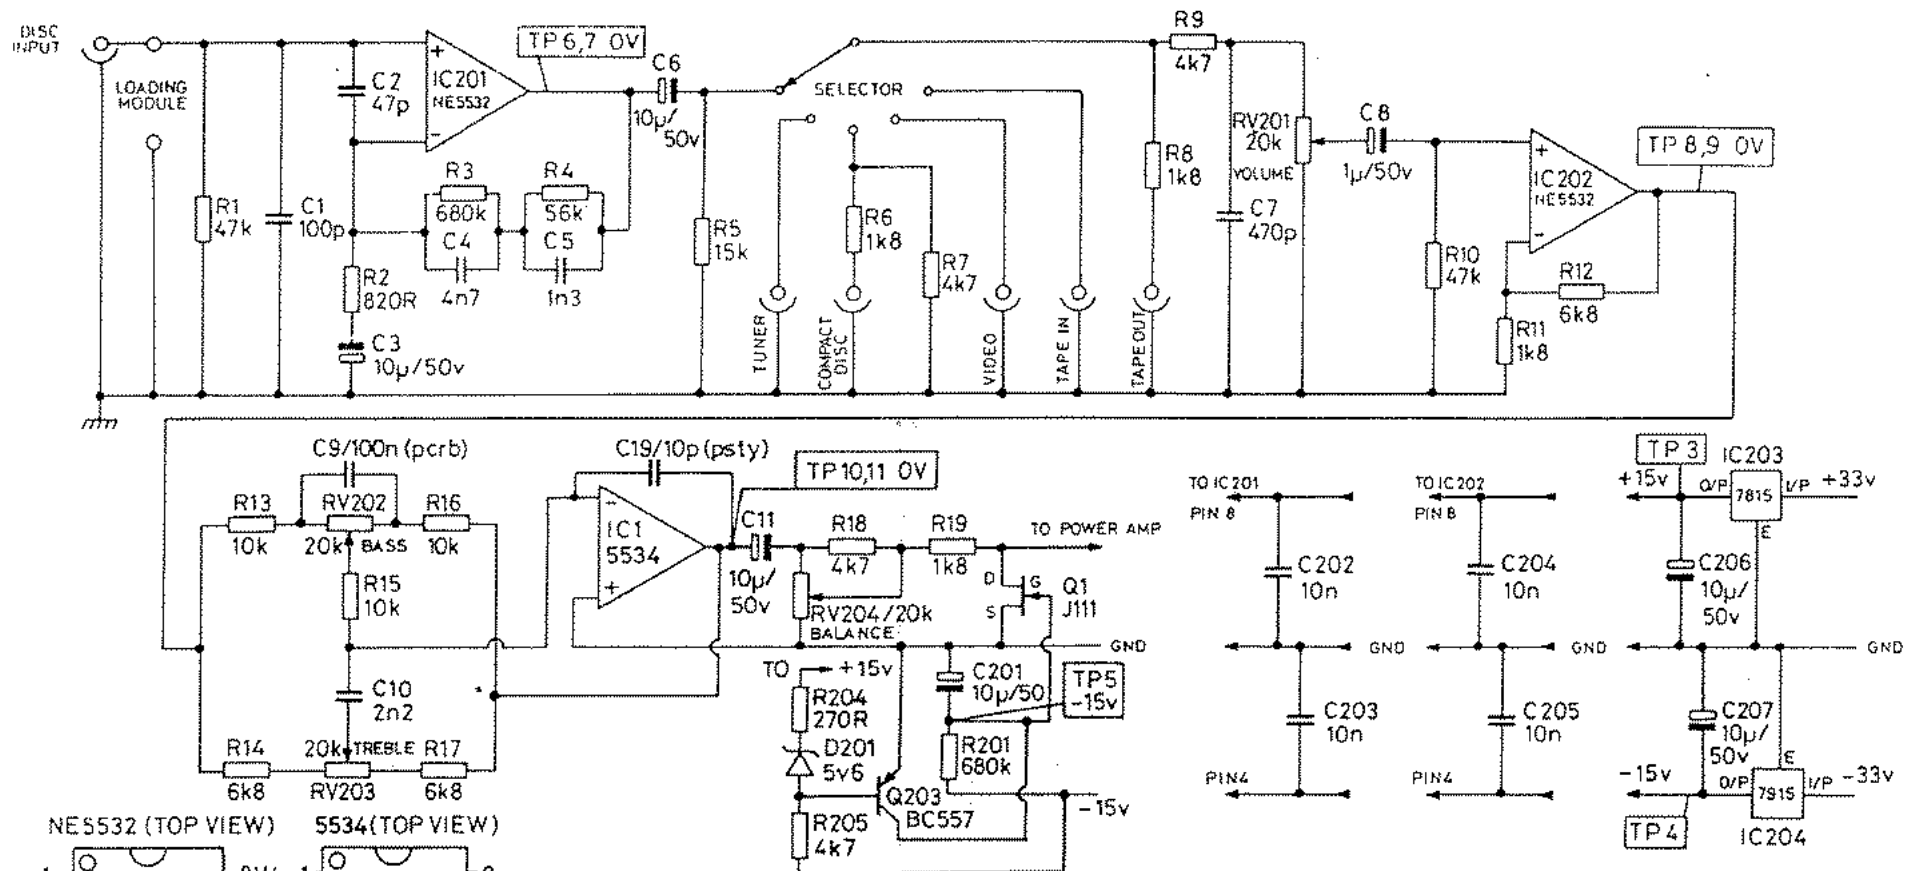 DISC
INPUT
LOADING
MODULE
R1
47k
C1
100p
C2
47p
IC201
NE5532
+
-
TP 6,7 0V
C6
10µ/
50v
R3
680k
R4
56k
C4
4n7
C5
1n3
R2
820R
C3
10µ/50v
R5
15k
SELECTOR
R6
1k8
R7
4k7
TUNER
COMPACT
DISC
VIDEO
TAPE IN
TAPE OUT
R8
1k8
R9
4k7
C7
470p
RV201
20k
VOLUME
C8
1µ/50v
R10
47k
IC202
NE5532
+
-
TP 8,9 0V
R12
6k8
R11
1k8
C9/100n (pcrb)
R13
10k
RV202
20k
BASS
R16
10k
R15
10k
C10
2n2
R14
6k8
20k
TREBLE
RV203
R17
6k8
C19/10p (psty)
IC1
5534
-
+
TP10,11 0V
C11
10µ/
50v
R18
4k7
R19
1k8
TO POWER AMP
RV204/20k
BALANCE
D
G
S
Q1
J111
GND
TO
+15v
R204
270R
D201
5v6
Q203
BC557
R205
4k7
C201
10µ/50
TP5
-15v
R201
680k
-15v
TO IC201
PIN 8
C202
10n
GND
C203
10n
PIN4
TO IC202
PIN 8
C204
10n
GND
C205
10n
PIN4
TP3
+15v
O/P
IC203
7815
I/P
+33v
E
C206
10µ/
50v
GND
C207
10µ/
50v
E
-15v
O/P
7915
I/P
-33v
TP4
IC204
NE5532 (TOP VIEW)
5534 (TOP VIEW)